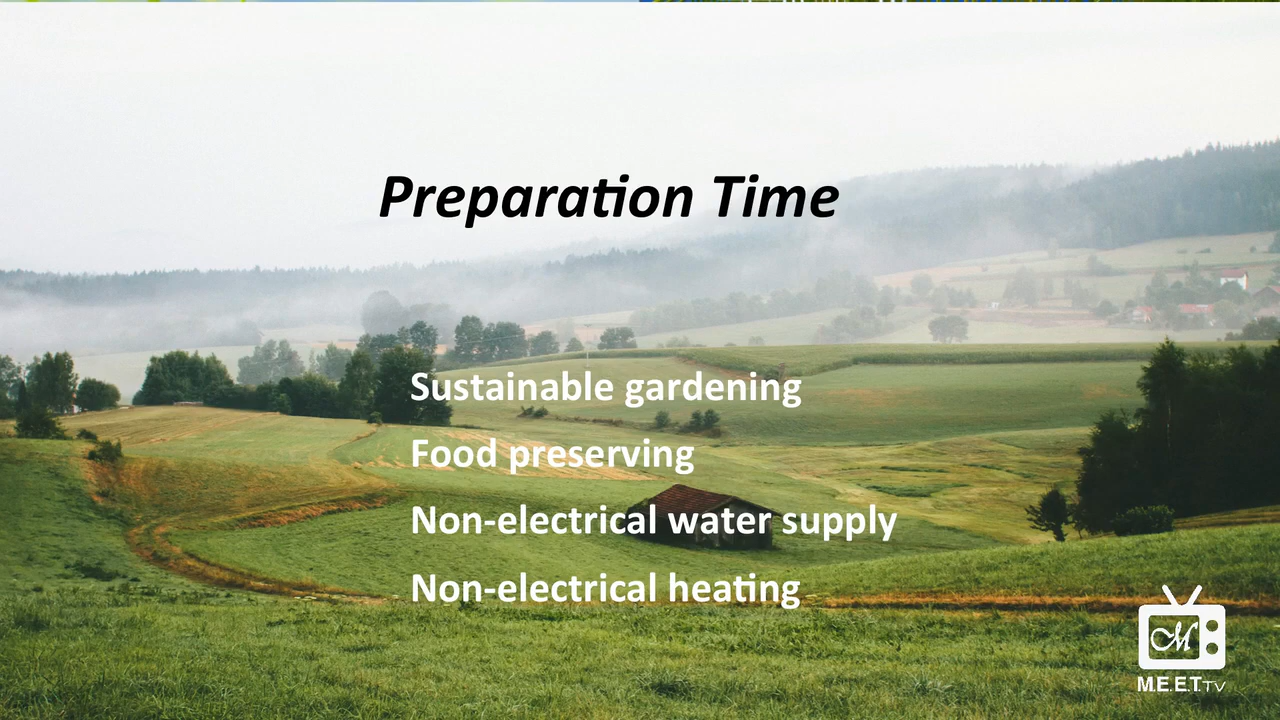 Preparation Time
Sustainable gardening
Food preserving
Non-electrical water supply
Non-electrical heating
M
M.E.E.T.TV